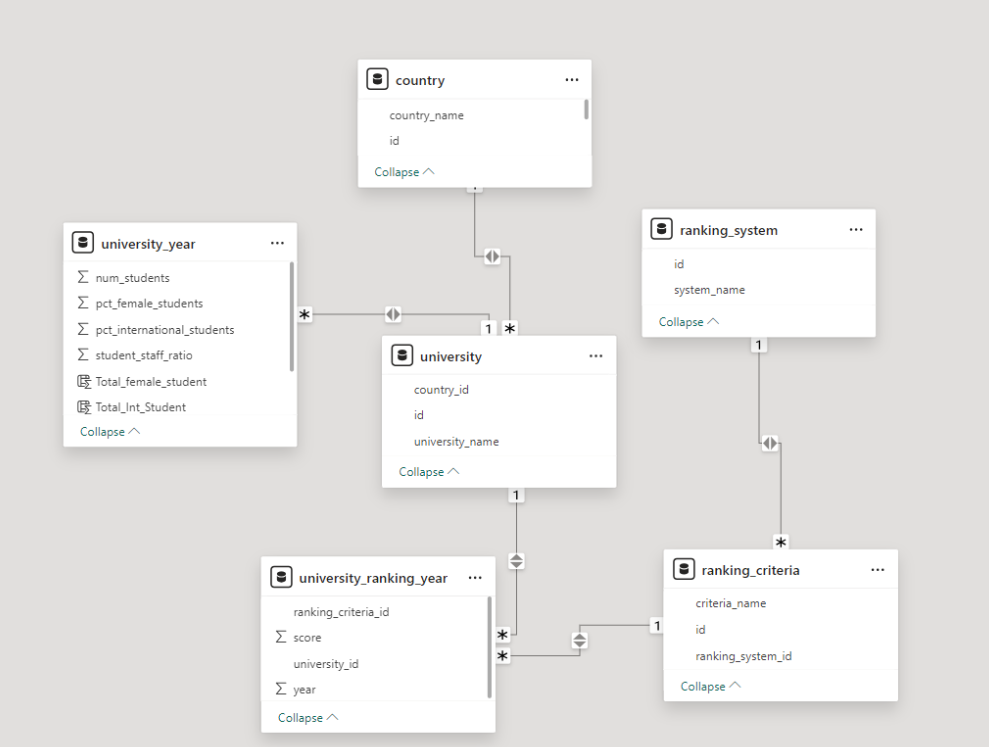 country
country_name
id
Collapse
university_year
num_students
pct_female_students
pct_international_students
student_staff_ratio
Total_female_student
Total_Int_Student
Collapse
ranking_system
id
system_name
Collapse
*
1
*
university
country_id
id
university_name
Collapse
1
1
*
university_ranking_year
ranking_criteria_id
score
university_id
year
Collapse
*
*
1
ranking_criteria
criteria_name
id
ranking_system_id
Collapse